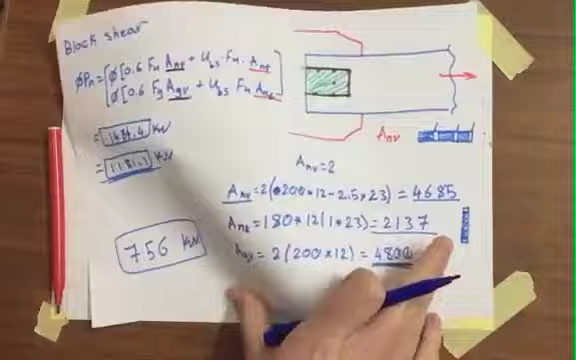 Block shear
ΦPn = [Φ[0.6 Fu Anv + Ubs · Fu · Ant
Φ[0.6 Fy Agv + Ubs Fu Ant]
= 1484.4 KN
= 1181.1 KN
756 KN
Anv
Anv = 2
Anv = 2(200*12-2.5*23) = 4685
Ant = 180*12(1*23) = 2137
Agv = 2(200*12) = 4800